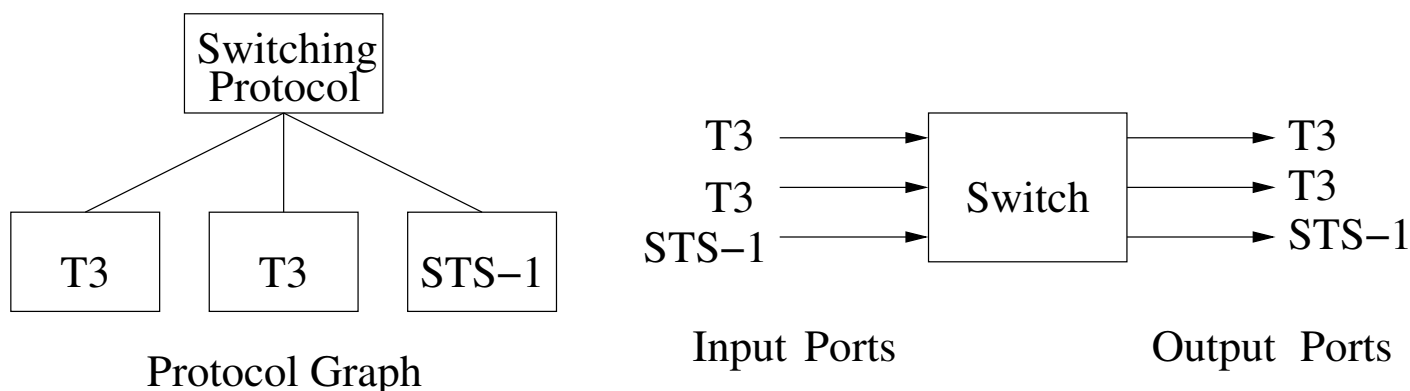 Switching
Protocol
T3
T3
STS−1
Protocol Graph
T3
T3
STS−1
Switch
T3
T3
STS−1
Input Ports
Output Ports